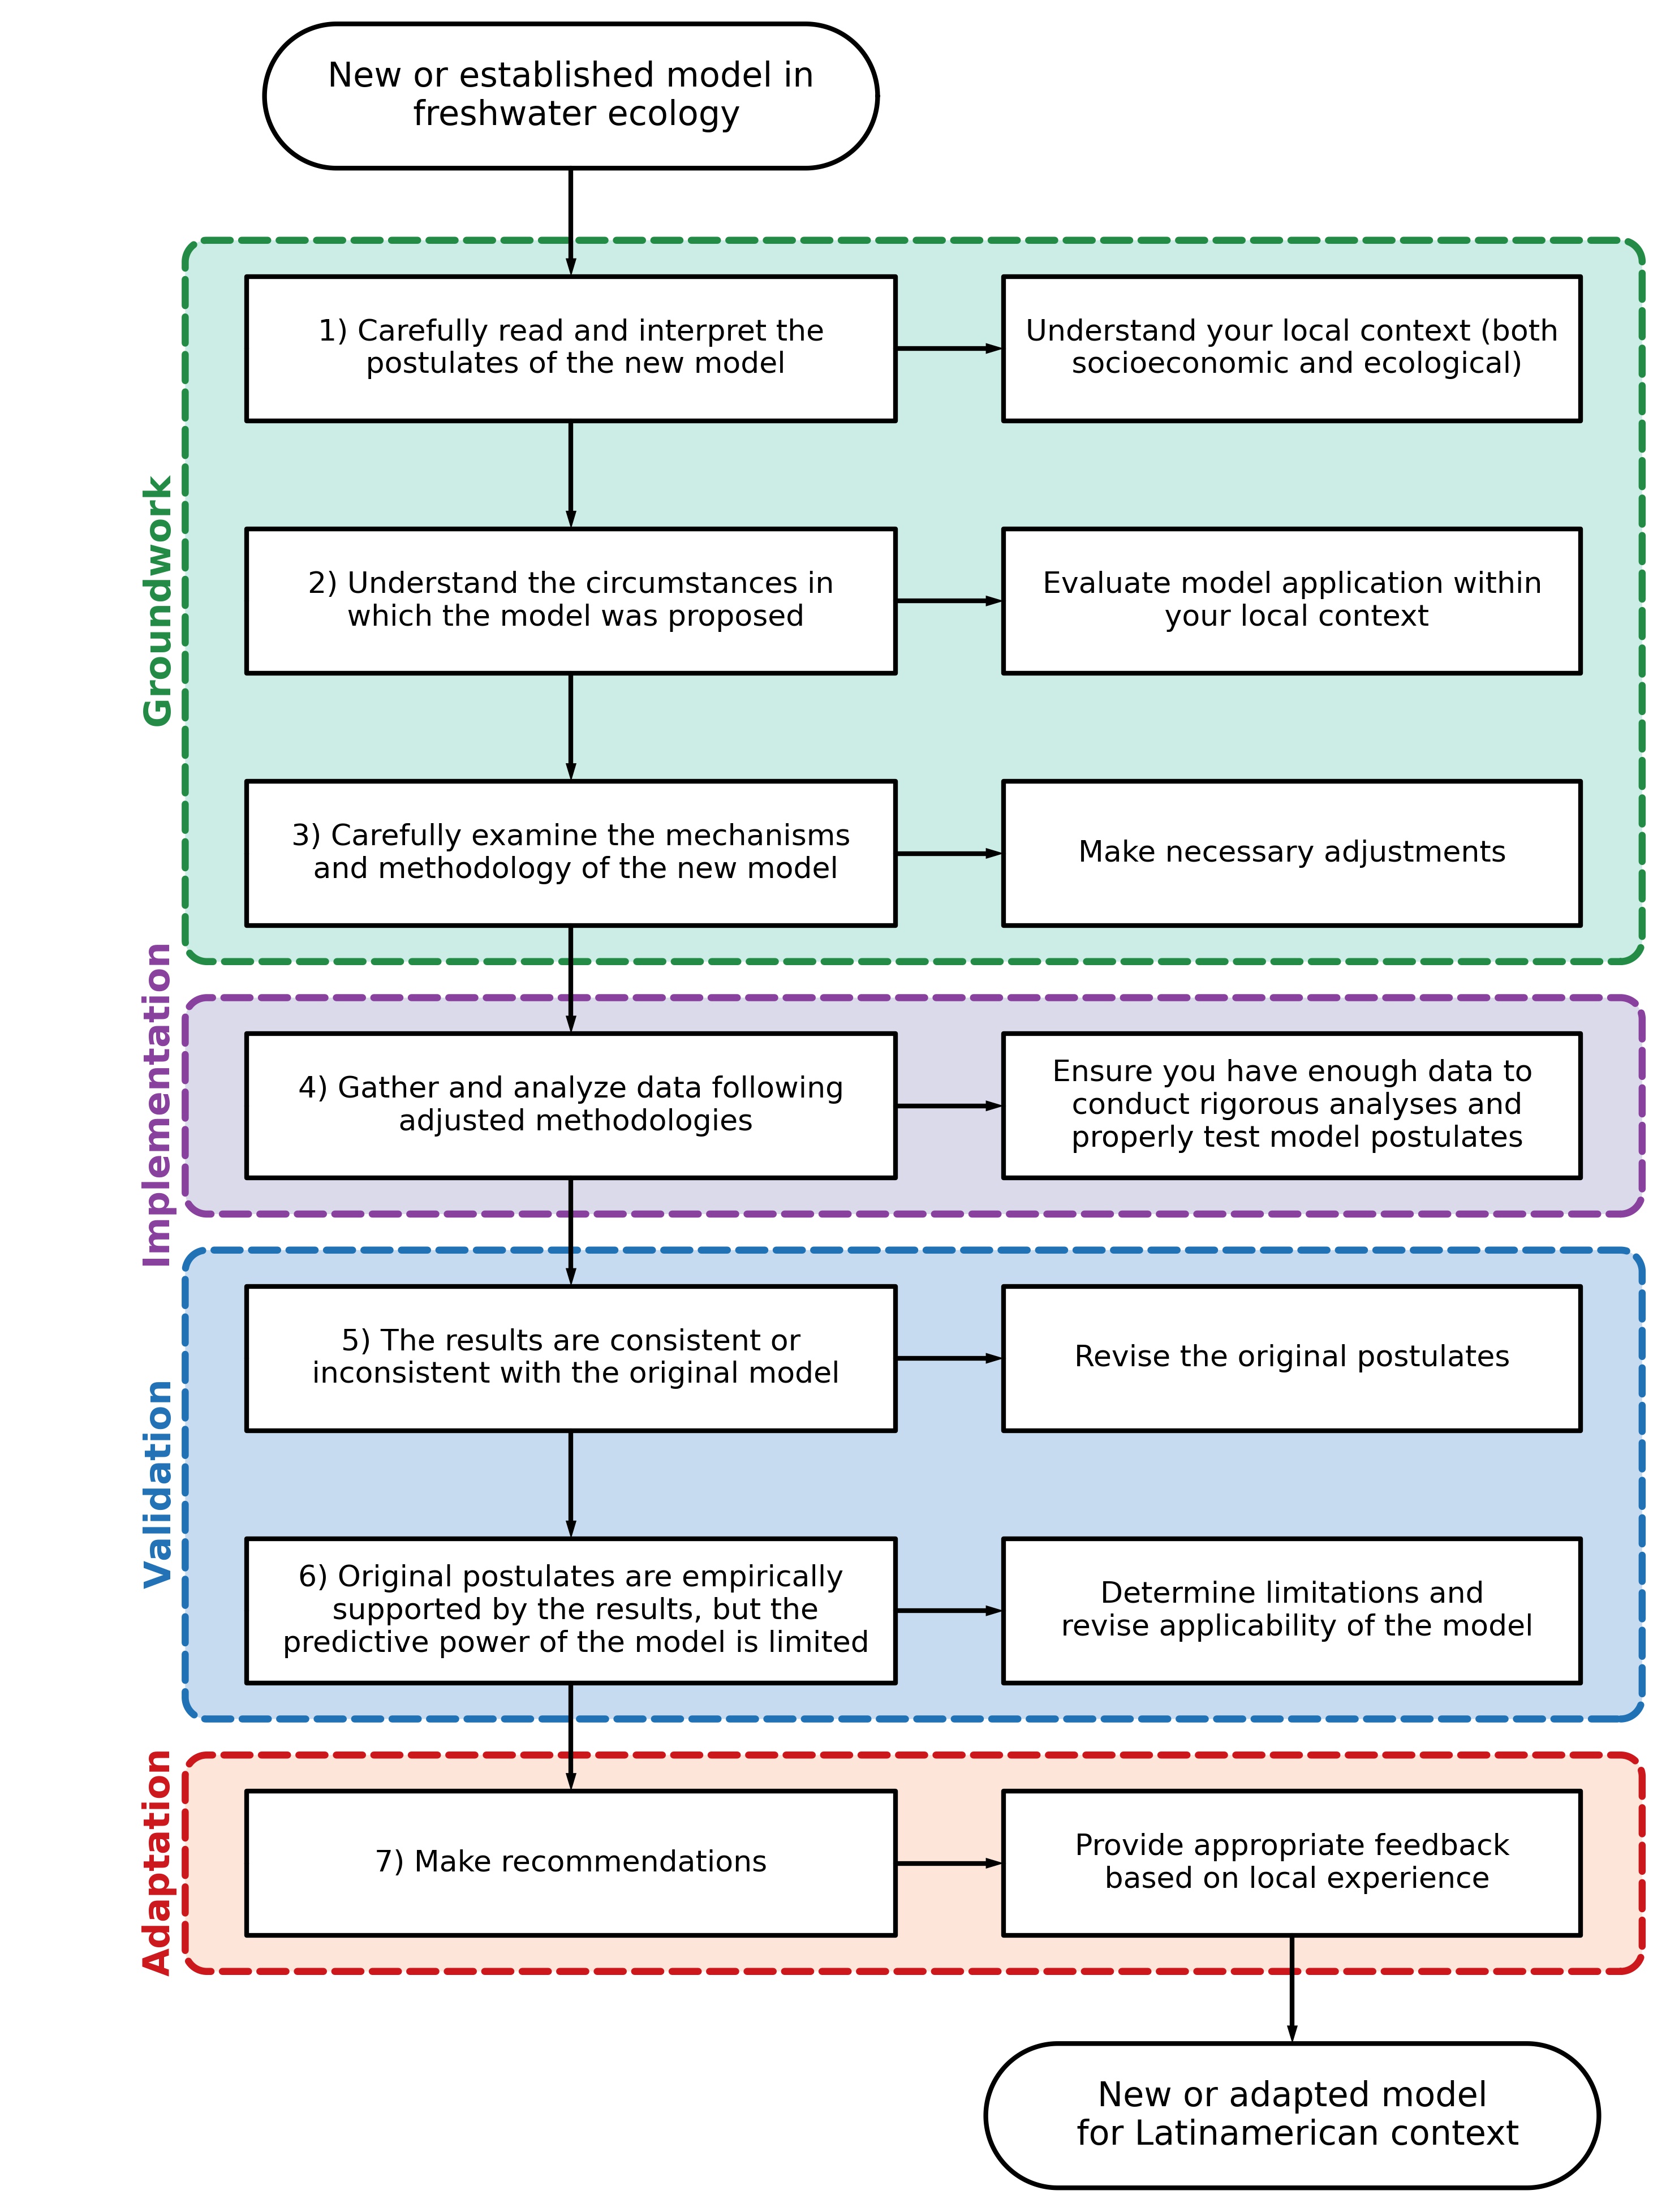 New or established model in
freshwater ecology
Groundwork
1) Carefully read and interpret the
postulates of the new model
Understand your local context (both
socioeconomic and ecological)
2) Understand the circumstances in
which the model was proposed
Evaluate model application within
your local context
3) Carefully examine the mechanisms
and methodology of the new model
Make necessary adjustments
Implementation
4) Gather and analyze data following
adjusted methodologies
Ensure you have enough data to
conduct rigorous analyses and
properly test model postulates
Validation
5) The results are consistent or
inconsistent with the original model
Revise the original postulates
6) Original postulates are empirically
supported by the results, but the
predictive power of the model is limited
Determine limitations and
revise applicability of the model
Adaptation
7) Make recommendations
Provide appropriate feedback
based on local experience
New or adapted model
for Latinamerican context